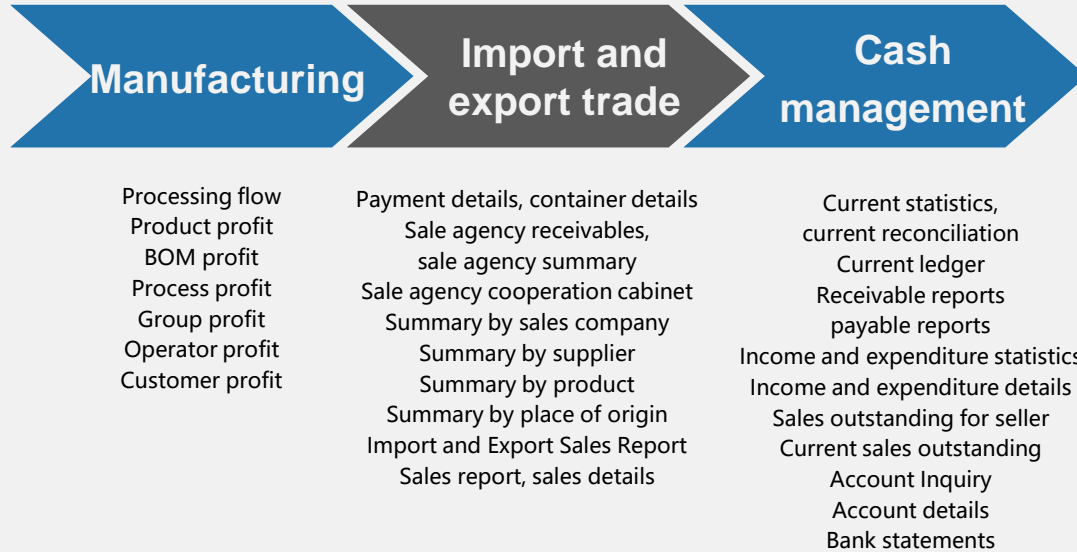 Manufacturing
Import and
export trade
Cash
management
Processing flow
Product profit
BOM profit
Process profit
Group profit
Operator profit
Customer profit
Payment details, container details
Sale agency receivables,
sale agency summary
Sale agency cooperation cabinet
Summary by sales company
Summary by supplier
Summary by product
Summary by place of origin
Import and Export Sales Report
Sales report, sales details
Current statistics,
current reconciliation
Current ledger
Receivable reports
payable reports
Income and expenditure statistics
Income and expenditure details
Sales outstanding for seller
Current sales outstanding
Account Inquiry
Account details
Bank statements